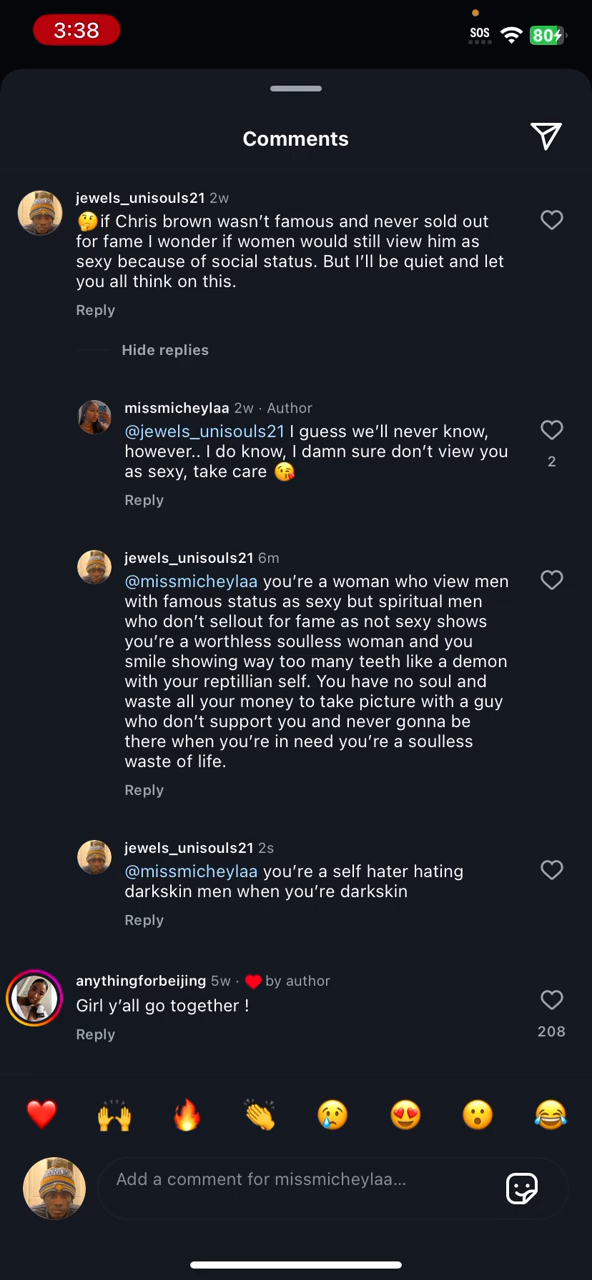 3:38
SOS
80
Comments
jewels_unisouls21 2w
🤔if Chris brown wasn't famous and never sold out
for fame I wonder if women would still view him as
sexy because of social status. But I'll be quiet and let
you all think on this.
Reply
Hide replies
missmicheylaa 2w · Author
@jewels_unisouls21 I guess we'll never know,
however.. I do know, I damn sure don't view you
as sexy, take care 😘
2
Reply
jewels_unisouls21 6m
@missmicheylaa you're a woman who view men
with famous status as sexy but spiritual men
who don't sellout for fame as not sexy shows
you're a worthless soulless woman and you
smile showing way too many teeth like a demon
with your reptillian self. You have no soul and
waste all your money to take picture with a guy
who don't support you and never gonna be
there when you're in need you're a soulless
waste of life.
Reply
jewels_unisouls21 2s
@missmicheylaa you're a self hater hating
darkskin men when you're darkskin
Reply
anythingforbeijing 5w · ❤️ by author
Girl y'all go together !
208
Reply
Add a comment for missmicheylaa...